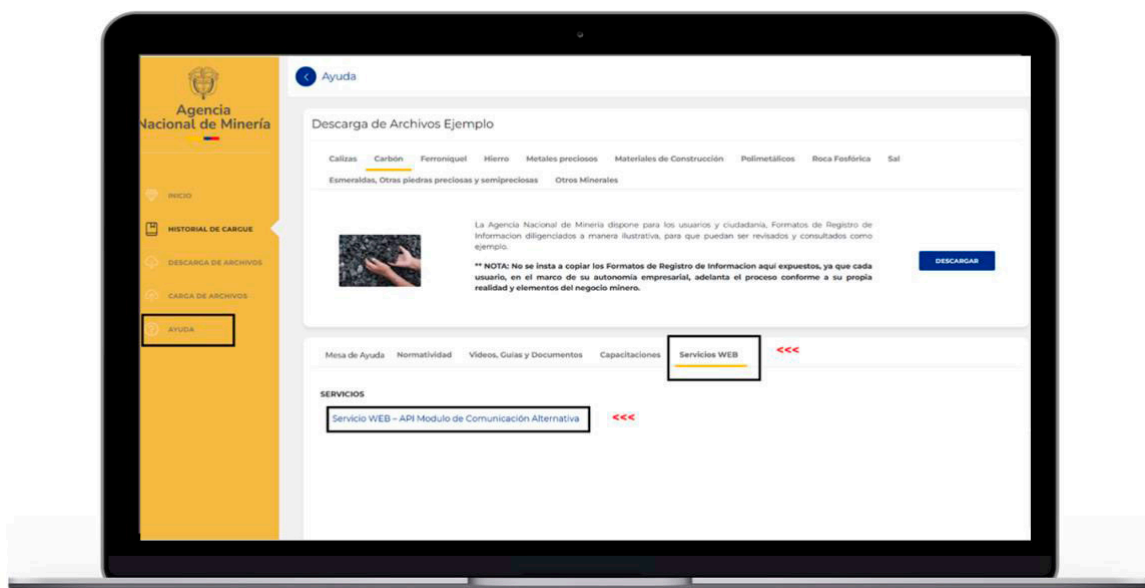 Agencia
Nacional de Minería
INICIO
HISTORIAL DE CARGUE
DESCARGA DE ARCHIVOS
CARGA DE ARCHIVOS
AYUDA
Ayuda
Descarga de Archivos Ejemplo
Calizas Carbón Ferroniquel Hierro Metales preciosos Materiales de Construcción Polimetálicos Roca Fosfórica Sal
Esmeraldas, Otras piedras preciosas y semipreciosas Otros Minerales
La Agencia Nacional de Minería dispone para los usuarios y ciudadanía, Formatos de Registro de
Informacion diligenciados a manera ilustrativa, para que puedan ser revisados y consultados como
ejemplo.
** NOTA: No se insta a copiar los Formatos de Registro de Informacion aquí expuestos, ya que cada
usuario, en el marco de su autonomía empresarial, adelanta el proceso conforme a su propia
realidad y elementos del negocio minero.
DESCARGAR
Mesa de Ayuda Normatividad Videos, Guías y Documentos Capacitaciones Servicios WEB <<<
SERVICIOS
Servicio WEB – API Modulo de Comunicación Alternativa <<<